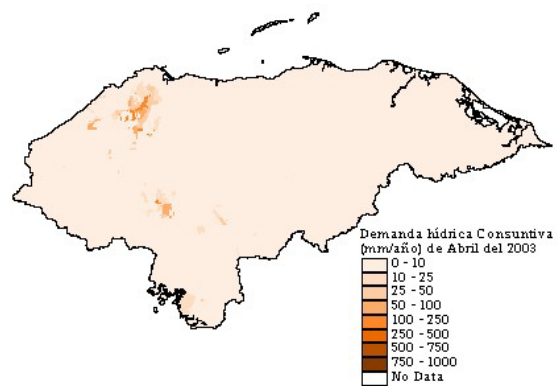 Demanda hídrica Consuntiva
(mm/año) de Abril del 2003
0 - 10
10 - 25
25 - 50
50 - 100
100 - 250
250 - 500
500 - 750
750 - 1000
No Data